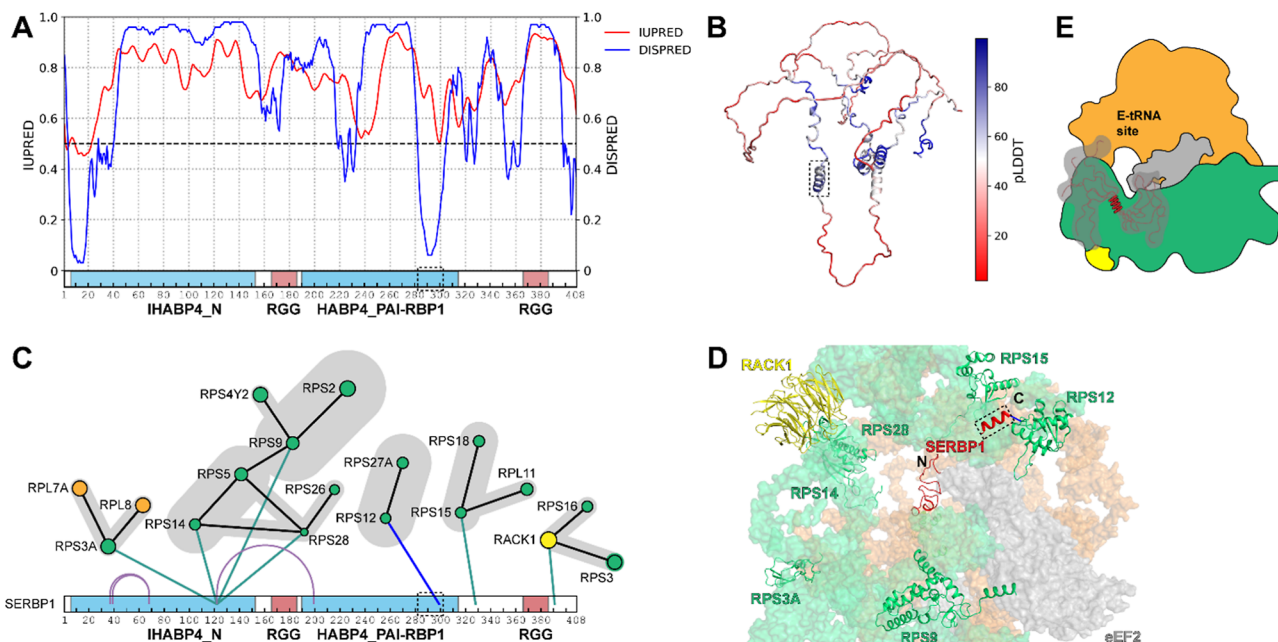 A
1.0
0.8
0.6
0.4
0.2
0
IUPRED
1.0
0.8
0.6
0.4
0.2
0
DISPRED
IUPRED
DISPRED
1 20 40 60 80 100 120 140 160 180 200 220 240 260 280 300 320 340 360 380 408
IHABP4_N RGG HABP4_PAI-RBP1 RGG
B
80
60
40
20
pLDDT
E
E-tRNA
site
C
RPS4Y2
RPS2
RPS9
RPS18
RPS27A
RPS5
RPS26
RPL11
RPL7A
RPL8
RPS16
RPS14
RPS12
RPS15
RPS28
RACK1
RPS3A
RPS3
SERBP1
1 20 40 60 80 100 120 140 160 180 200 220 240 260 280 300 320 340 360 380 408
IHABP4_N RGG HABP4_PAI-RBP1 RGG
D
RACK1
RPS15
C
RPS12
RPS28
SERBP1
N
RPS14
RPS3A
RPS9
eEF2